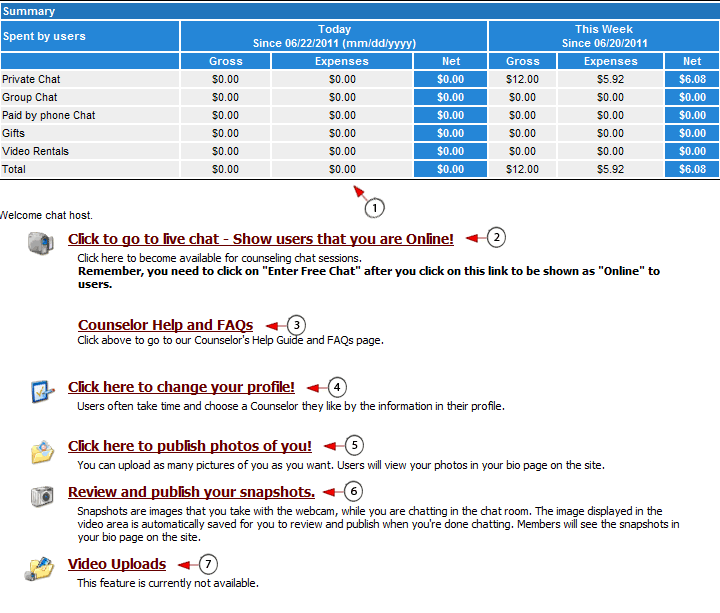 Summary
Spent by users
Today
Since 06/22/2011 (mm/dd/yyyy)
This Week
Since 06/20/2011
Gross Expenses Net Gross Expenses Net
Private Chat $0.00 $0.00 $0.00 $12.00 $5.92 $6.08
Group Chat $0.00 $0.00 $0.00 $0.00 $0.00 $0.00
Paid by phone Chat $0.00 $0.00 $0.00 $0.00 $0.00 $0.00
Gifts $0.00 $0.00 $0.00 $0.00 $0.00 $0.00
Video Rentals $0.00 $0.00 $0.00 $0.00 $0.00 $0.00
Total $0.00 $0.00 $0.00 $12.00 $5.92 $6.08
1
Welcome chat host.
Click to go to live chat - Show users that you are Online! 2
Click here to become available for counseling chat sessions.
Remember, you need to click on "Enter Free Chat" after you click on this link to be shown as "Online" to
users.
Counselor Help and FAQs 3
Click above to go to our Counselor's Help Guide and FAQs page.
Click here to change your profile! 4
Users often take time and choose a Counselor they like by the information in their profile.
Click here to publish photos of you! 5
You can upload as many pictures of you as you want. Users will view your photos in your bio page on the site.
Review and publish your snapshots. 6
Snapshots are images that you take with the webcam, while you are chatting in the chat room. The image displayed in the
video area is automatically saved for you to review and publish when you're done chatting. Members will see the snapshots in
your bio page on the site.
Video Uploads 7
This feature is currently not available.